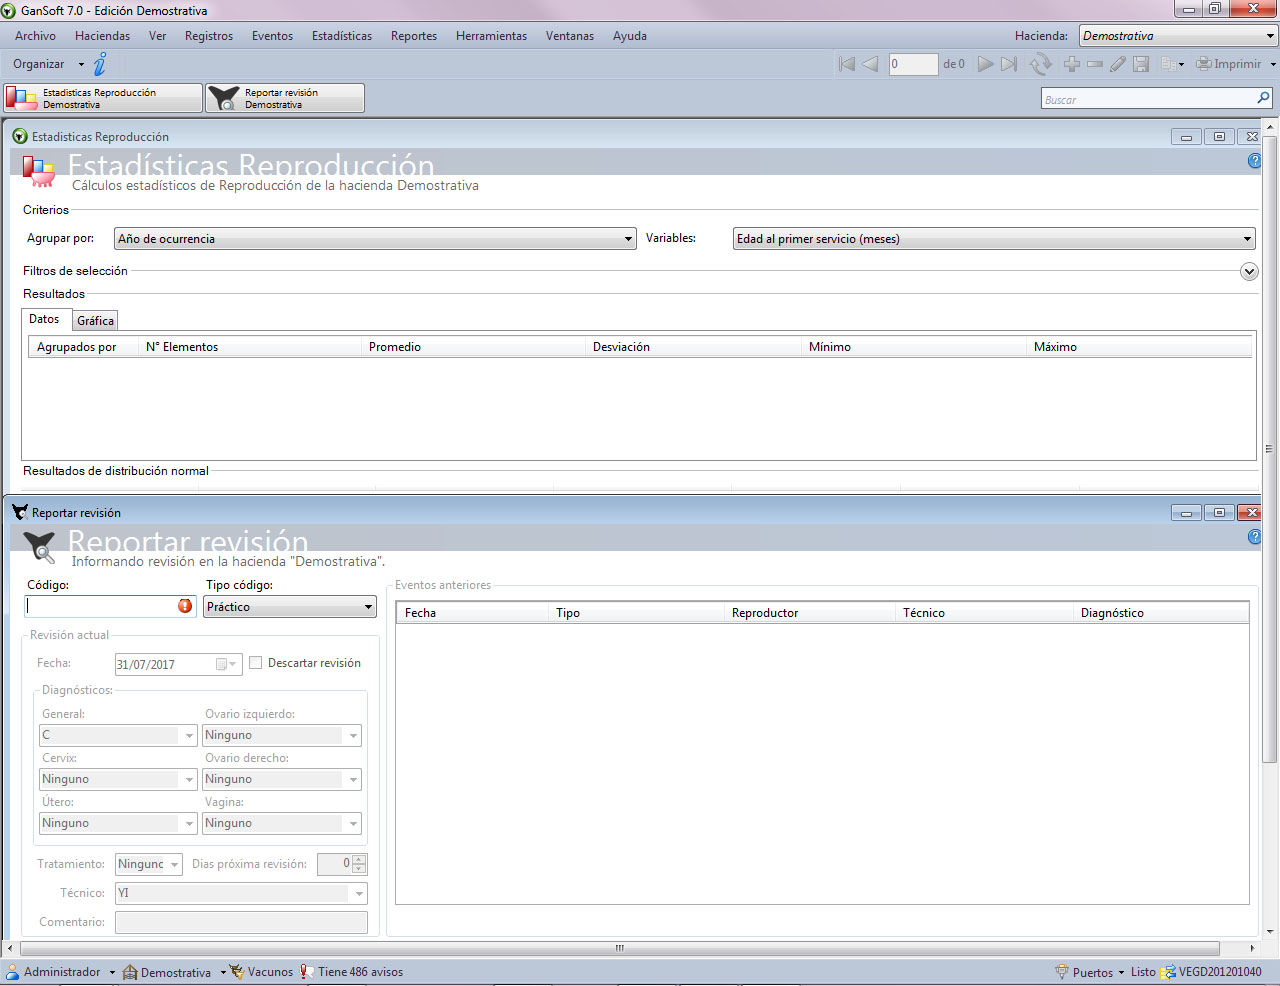 GanSoft 7.0 - Edición Demostrativa
Archivo Haciendas Ver Registros Eventos Estadísticas Reportes Herramientas Ventanas Ayuda Hacienda: Demostrativa
Organizar 0 de 0 Imprimir
Estadísticas Reproducción
Demostrativa
Reportar revisión
Demostrativa
Buscar
Estadísticas Reproducción
Estadísticas Reproducción
Cálculos estadísticos de Reproducción de la hacienda Demostrativa
Criterios
Agrupar por: Año de ocurrencia Variables: Edad al primer servicio (meses)
Filtros de selección
Resultados
Datos Gráfica
Agrupados por N° Elementos Promedio Desviación Mínimo Máximo
Resultados de distribución normal
Reportar revisión
Reportar revisión
Informando revisión en la hacienda "Demostrativa".
Código: Tipo código: Eventos anteriores
Práctico
Fecha Tipo Reproductor Técnico Diagnóstico
Revisión actual
Fecha: 31/07/2017 Descartar revisión
Diagnósticos:
General: Ovario izquierdo:
C Ninguno
Cervix: Ovario derecho:
Ninguno Ninguno
Útero: Vagina:
Ninguno Ninguno
Tratamiento: Ninguno Dias próxima revisión: 0
Técnico: YI
Comentario:
Administrador Demostrativa Vacunos Tiene 486 avisos Puertos Listo VEGD201201040